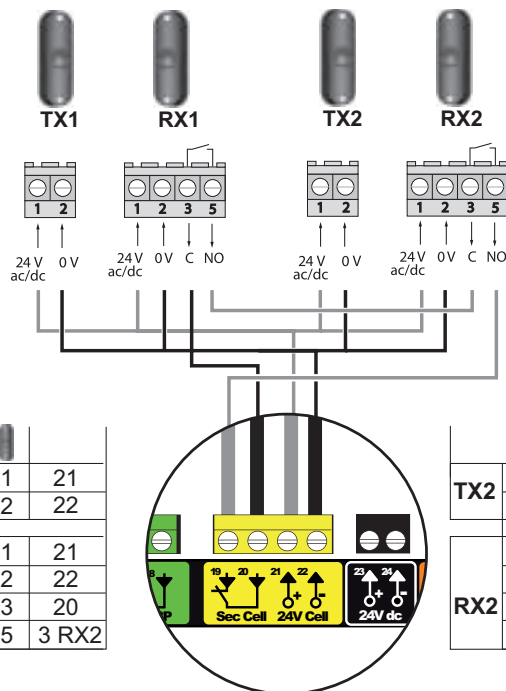 TX1 RX1 TX2 RX2
1 2 1 2 3 5 1 2 1 2 3 5
24 V ac/dc 0 V 24 V ac/dc 0 V C NO 24 V ac/dc 0 V 24 V ac/dc 0 V C NO
1 21
2 22
1 21
2 22
3 20
5 3 RX2
TX2
RX2
19 20 21 22 23 24
+ - + -
P Sec Cell 24V Cell 24V dc